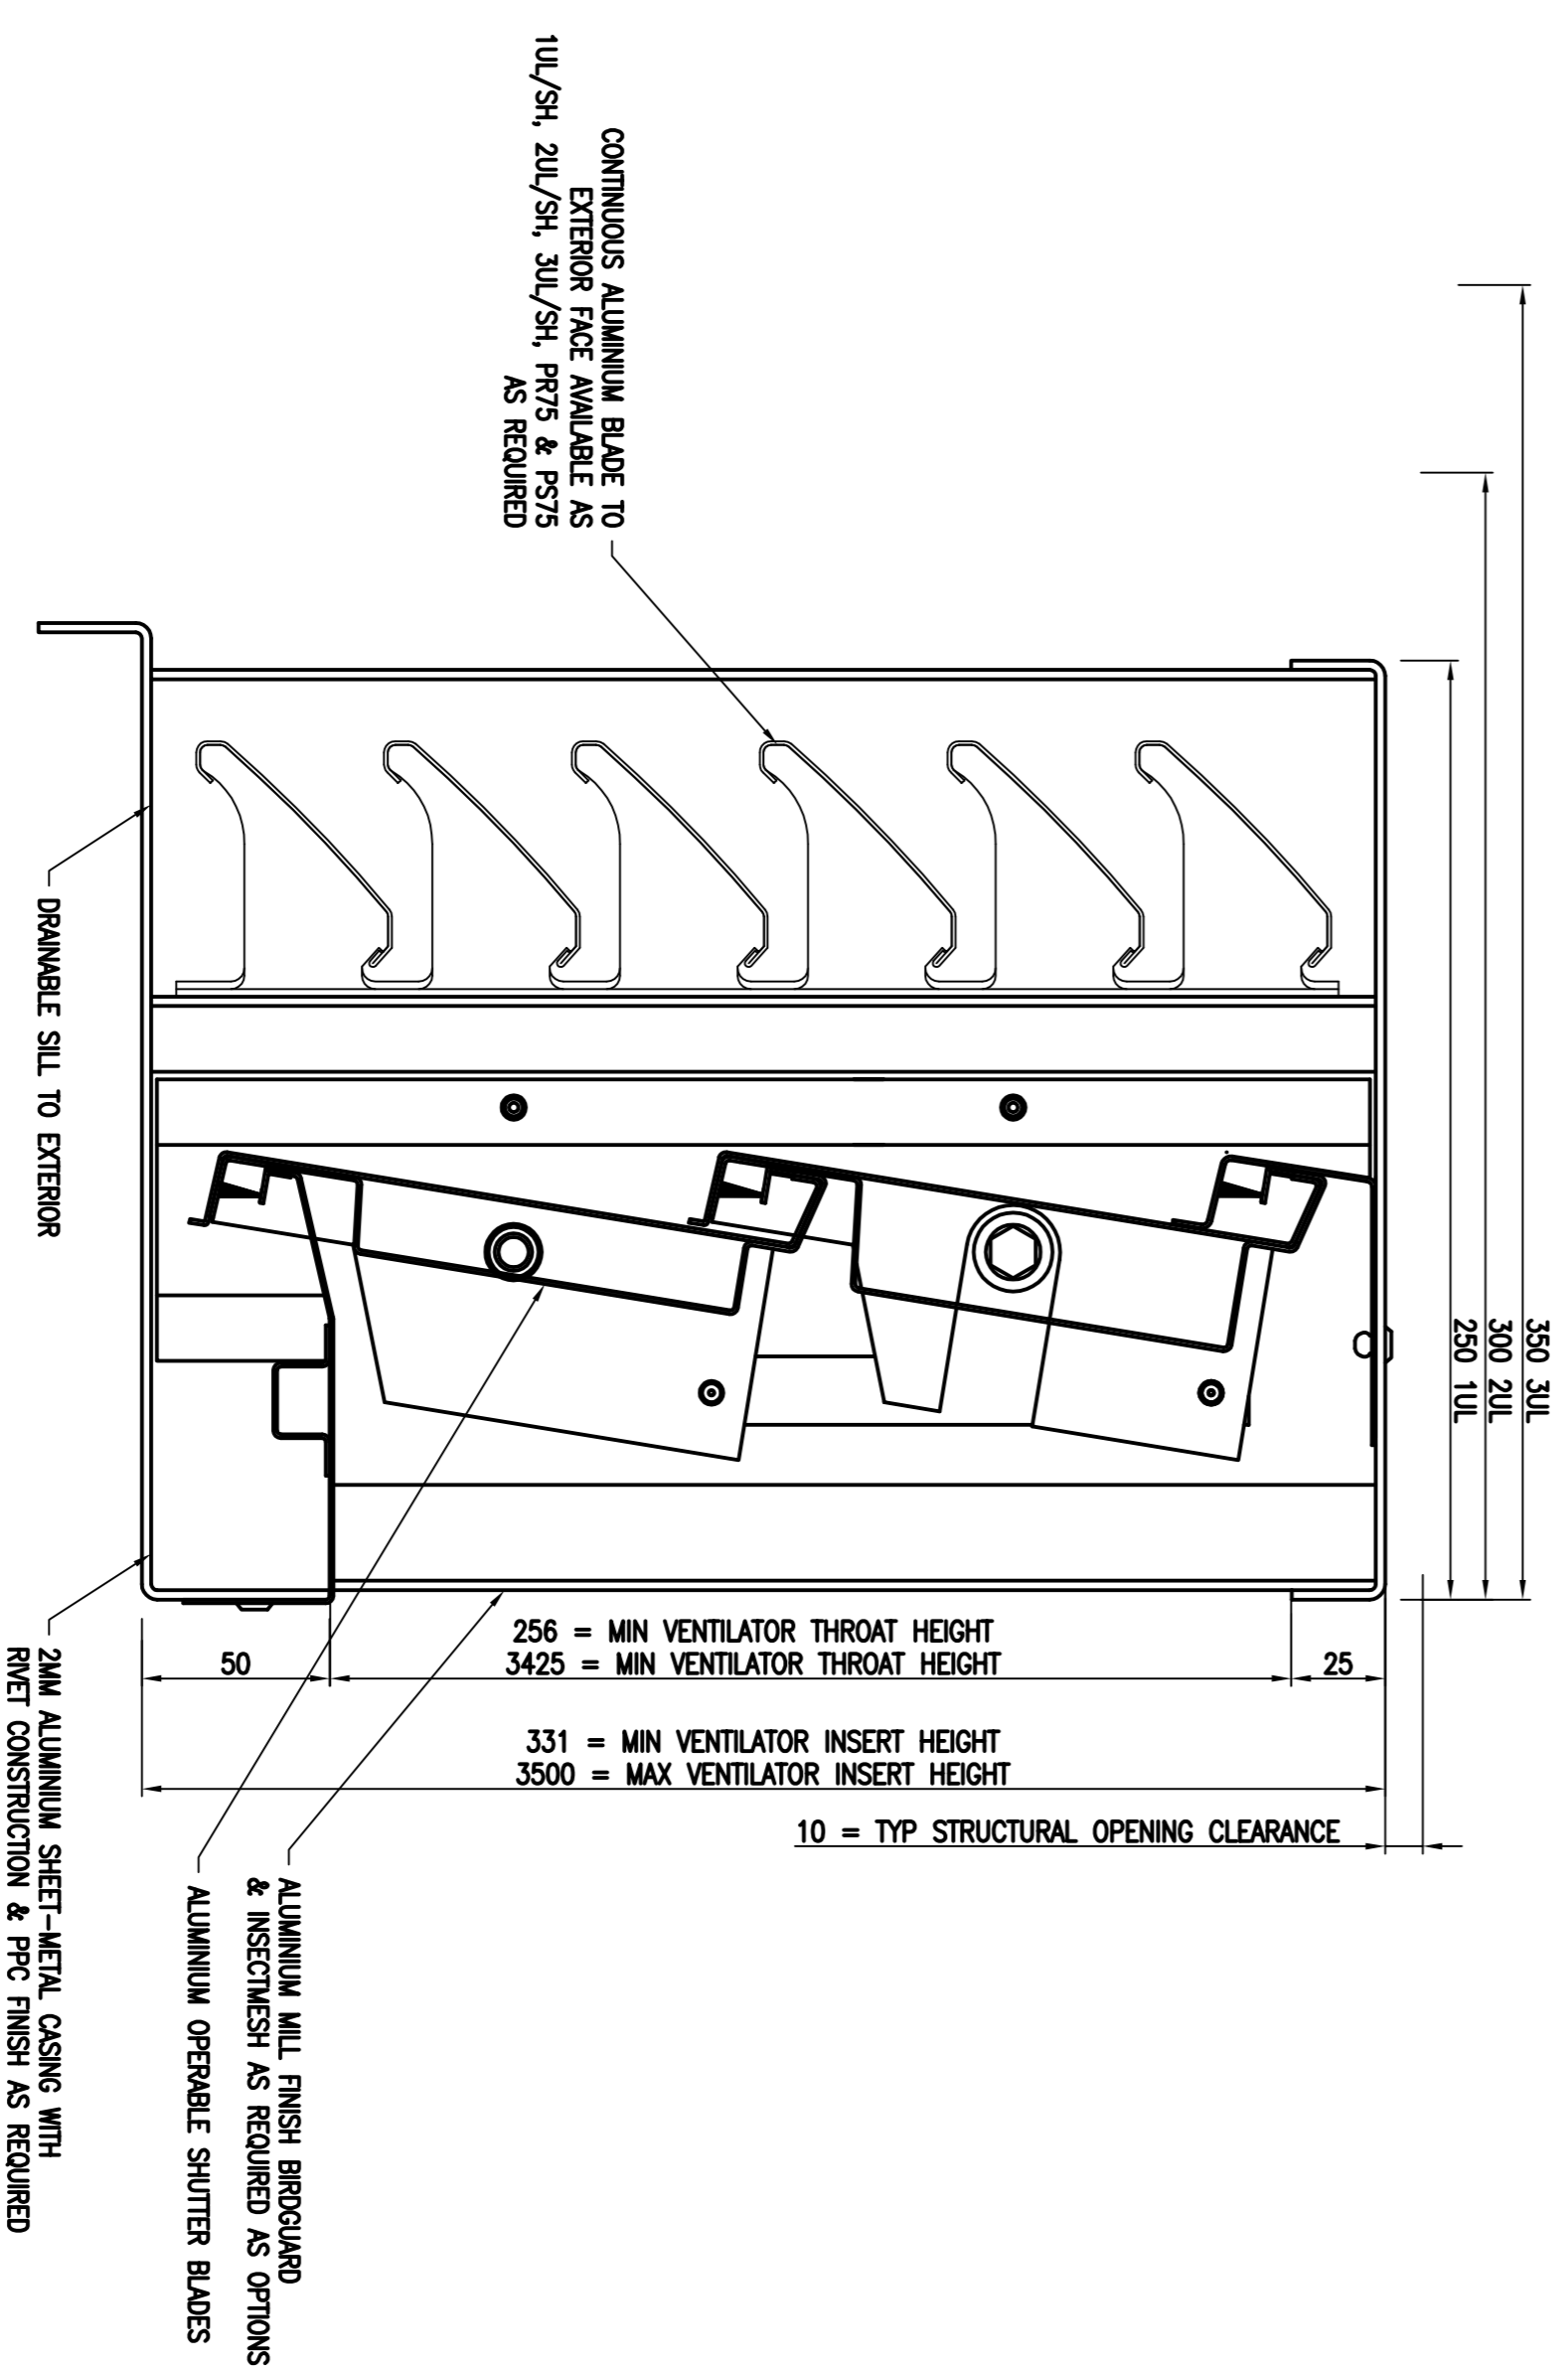 350 3UL
300 2UL
250 1UL
CONTINUOUS ALUMINIUM BLADE TO
EXTERIOR FACE AVAILABLE AS
1UL/SH, 2UL/SH, 3UL/SH, PR75 & PS75
AS REQUIRED
10 = TYP STRUCTURAL OPENING CLEARANCE
25
256 = MIN VENTILATOR THROAT HEIGHT
3425 = MIN VENTILATOR THROAT HEIGHT
331 = MIN VENTILATOR INSERT HEIGHT
3500 = MAX VENTILATOR INSERT HEIGHT
50
ALUMINIUM MILL FINISH BIRDGUARD
& INSECTMESH AS REQUIRED AS OPTIONS
ALUMINIUM OPERABLE SHUTTER BLADES
DRAINABLE SILL TO EXTERIOR
2MM ALUMINIUM SHEET-METAL CASING WITH
RIVET CONSTRUCTION & PPC FINISH AS REQUIRED